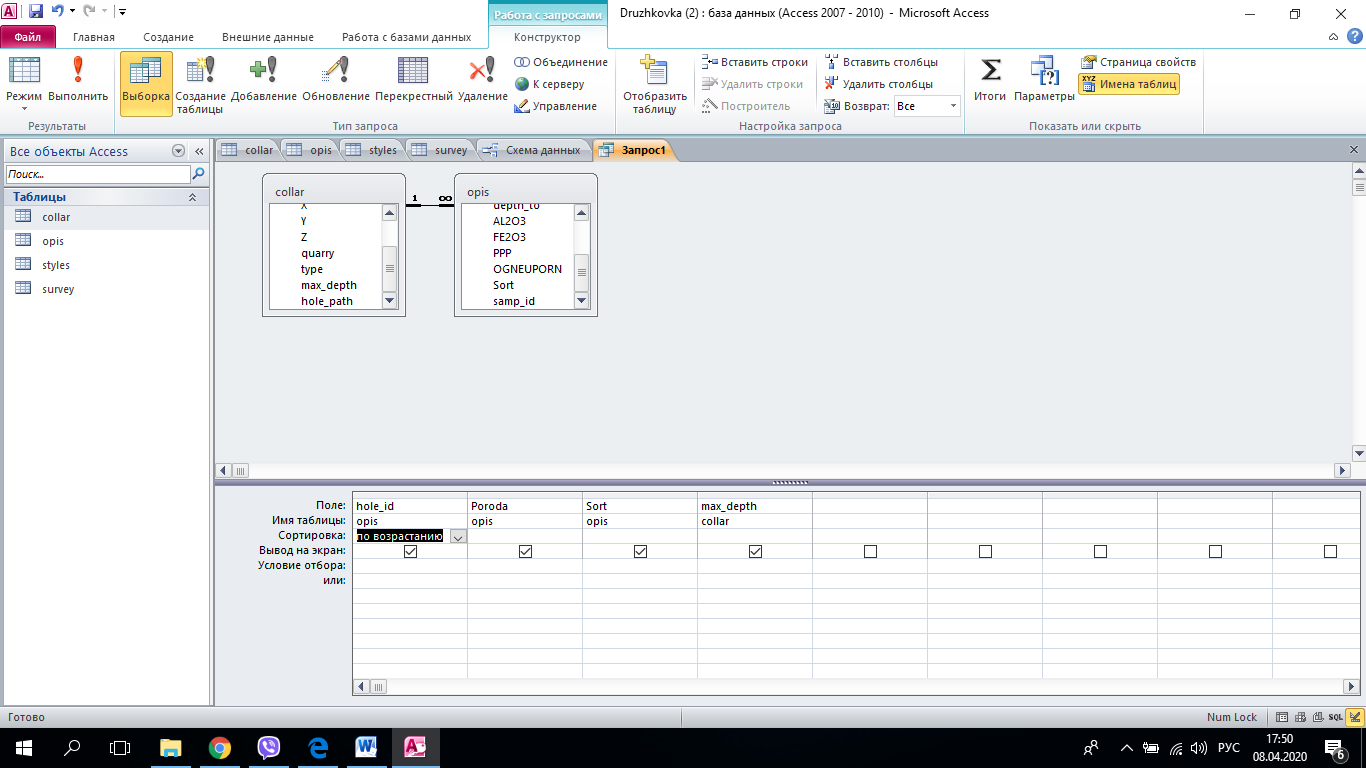 Работа с запросами
Druzhkovka (2) : база данных (Access 2007 - 2010) - Microsoft Access
Файл Главная Создание Внешние данные Работа с базами данных Конструктор
Режим Выполнить
Результаты
Выборка Создание таблицы Добавление Обновление Перекрестный Удаление
Объединение
К серверу
Управление
Тип запроса
Отобразить таблицу
Вставить строки
Удалить строки
Построитель
Вставить столбцы
Удалить столбцы
Возврат: Все
Настройка запроса
Итоги Параметры
Страница свойств
Имена таблиц
Показать или скрыть
Все объекты Access
Поиск...
Таблицы
collar
opis
styles
survey
collar opis styles survey Схема данных Запрос1
collar
X
Y
Z
quarry
type
max_depth
hole_path
1 ∞
opis
depth_to
AL2O3
FE2O3
PPP
OGNEUPORN
Sort
samp_id
Поле: hole_id Poroda Sort max_depth
Имя таблицы: opis opis opis collar
Сортировка: по возрастанию
Вывод на экран:
Условие отбора:
или:
Готово Num Lock SQL
РУС
17:50
08.04.2020
6